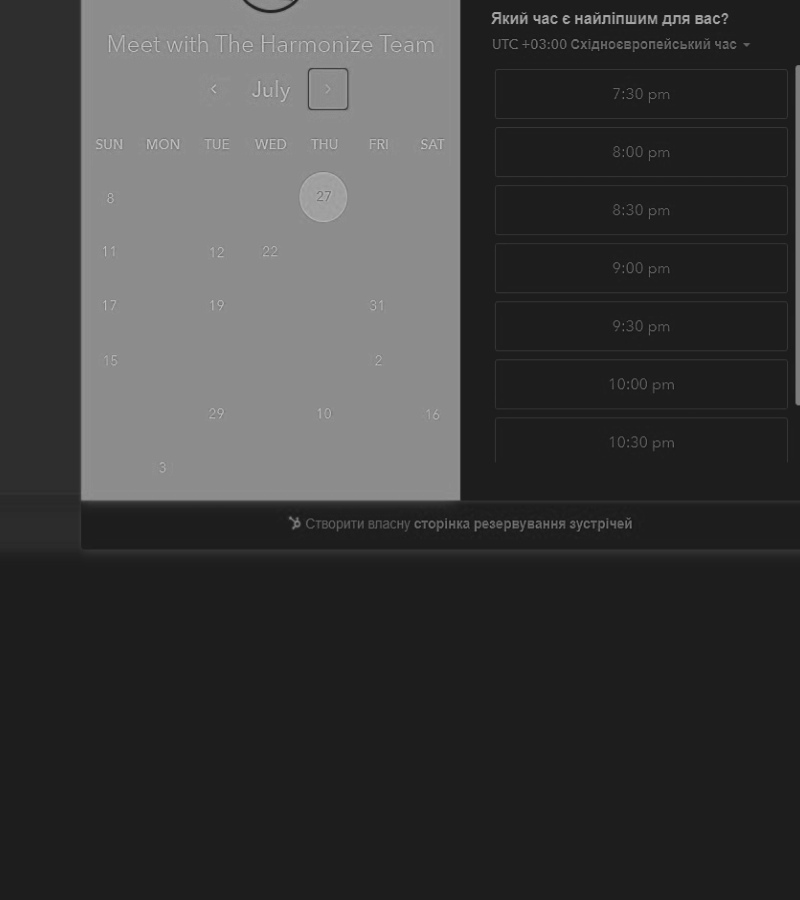 Meet with The Harmonize Team
July
SUN MON TUE WED THU FRI SAT
8 27
11 12 22
17 19 31
15 2
29 10 16
3
Який час є найліпшим для вас?
UTC +03:00 Східноєвропейський час
7:30 pm
8:00 pm
8:30 pm
9:00 pm
9:30 pm
10:00 pm
10:30 pm
Створити власну сторінка резервування зустрічей